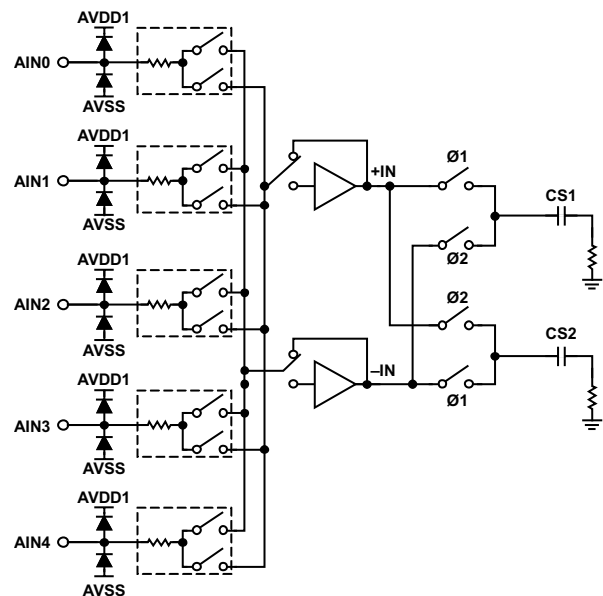 AVDD1
AIN0
AVSS
AVDD1
AIN1
AVSS
AVDD1
AIN2
AVSS
AVDD1
AIN3
AVSS
AVDD1
AIN4
AVSS
+IN
–IN
Ø1
Ø2
CS1
Ø2
Ø1
CS2